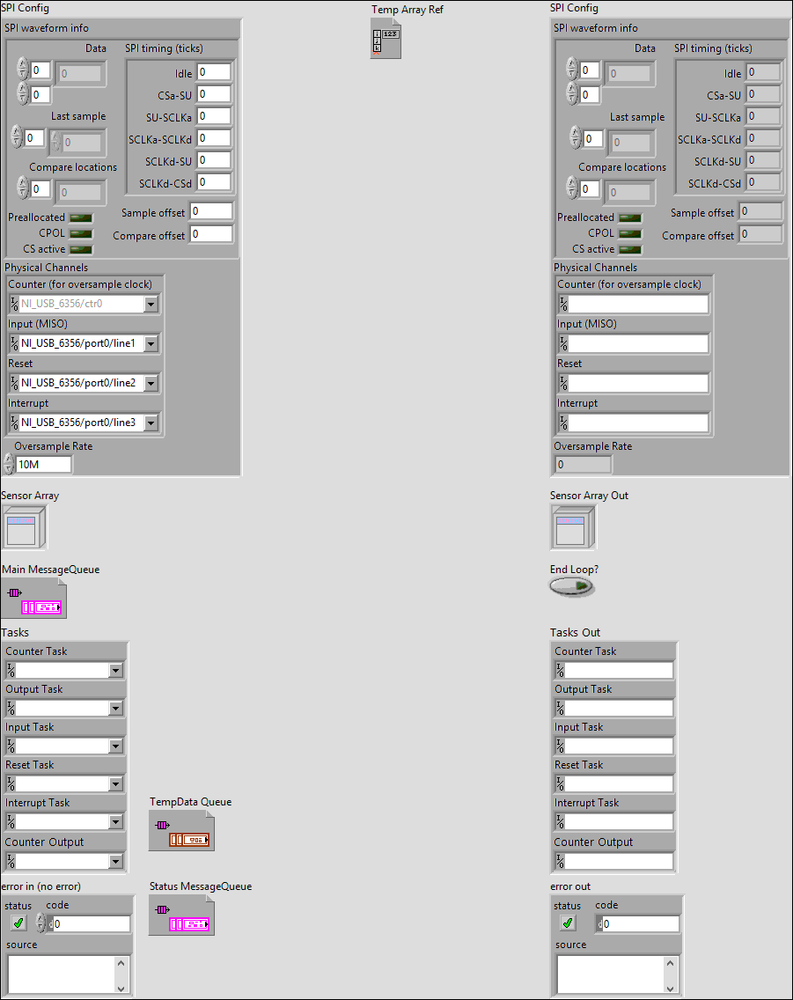 SPI Config
SPI waveform info
Data
SPI timing (ticks)
0
0
Idle 0
0
CSa-SU 0
Last sample
SU-SCLKa 0
0
0
SCLKa-SCLKd 0
Compare locations
SCLKd-SU 0
0
0
SCLKd-CSd 0
Preallocated
Sample offset 0
CPOL
Compare offset 0
CS active
Physical Channels
Counter (for oversample clock)
NI_USB_6356/ctr0
Input (MISO)
NI_USB_6356/port0/line1
Reset
NI_USB_6356/port0/line2
Interrupt
NI_USB_6356/port0/line3
Oversample Rate
10M
Sensor Array
Main MessageQueue
Tasks
Counter Task
Output Task
Input Task
Reset Task
Interrupt Task
Counter Output
error in (no error)
status
code
0
source
Temp Array Ref
123
TempData Queue
Status MessageQueue
SPI Config
SPI waveform info
Data
SPI timing (ticks)
0
0
Idle 0
0
CSa-SU 0
Last sample
SU-SCLKa 0
0
0
SCLKa-SCLKd 0
Compare locations
SCLKd-SU 0
0
0
SCLKd-CSd 0
Preallocated
Sample offset 0
CPOL
Compare offset 0
CS active
Physical Channels
Counter (for oversample clock)
Input (MISO)
Reset
Interrupt
Oversample Rate
0
Sensor Array Out
End Loop?
Tasks Out
Counter Task
Output Task
Input Task
Reset Task
Interrupt Task
Counter Output
error out
status
code
0
source